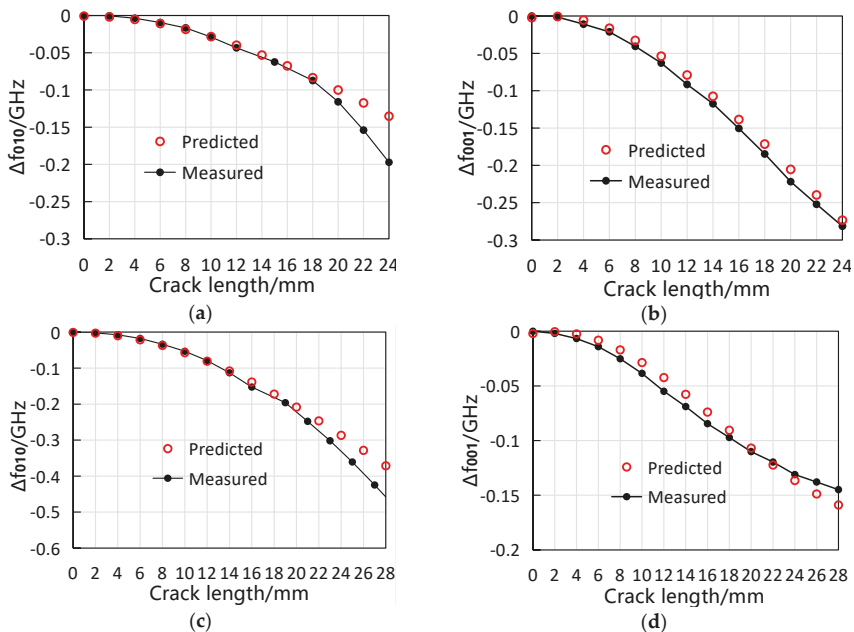 0
-0.05
-0.1
-0.15
-0.2
-0.25
-0.3
Δf010/GHz
Predicted
Measured
0 2 4 6 8 10 12 14 16 18 20 22 24
Crack length/mm
(a)
0
-0.05
-0.1
-0.15
-0.2
-0.25
-0.3
Δf001/GHz
Predicted
Measured
0 2 4 6 8 10 12 14 16 18 20 22 24
Crack length/mm
(b)
0
-0.1
-0.2
-0.3
-0.4
-0.5
-0.6
Δf010/GHz
Predicted
Measured
0 2 4 6 8 10 12 14 16 18 20 22 24 26 28
Crack length/mm
(c)
0
-0.05
-0.1
-0.15
-0.2
Δf001/GHz
Predicted
Measured
0 2 4 6 8 10 12 14 16 18 20 22 24 26 28
Crack length/mm
(d)